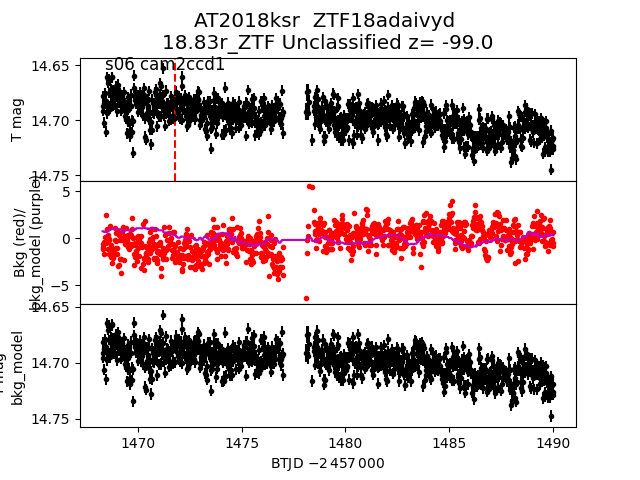 AT2018ksr  ZTF18adaivyd
18.83r_ZTF Unclassified z= -99.0
s06 cam2ccd1
14.65
14.70
14.75
T mag
5
0
−5
Bkg (red)/
bkg_model (purple)
14.65
14.70
14.75
mag
bkg_model
1470
1475
1480
1485
1490
BTJD −2 457 000